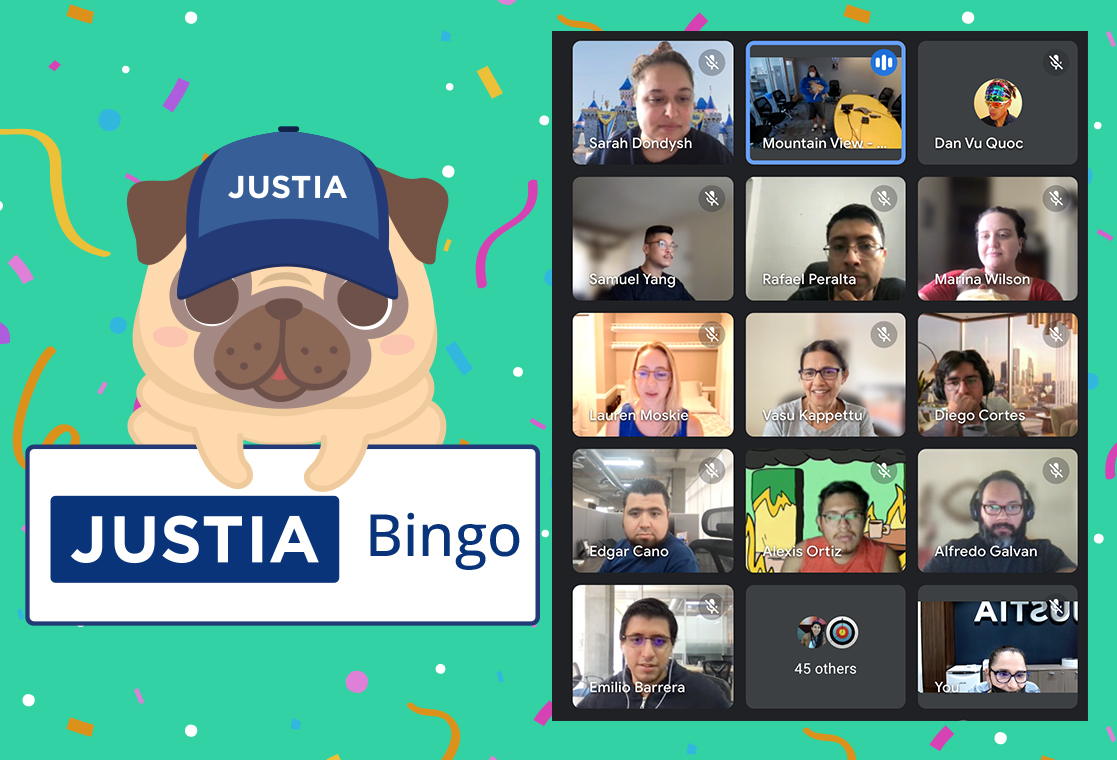 JUSTIA
JUSTIA Bingo
Sarah Dondysh
Mountain View - ...
Dan Vu Quoc
Samuel Yang
Rafael Peralta
Marina Wilson
Lauren Moskie
Vasu Kappettu
Diego Cortes
Edgar Cano
Alexis Ortiz
Alfredo Galvan
Emilio Barrera
45 others
JUSTIA
You